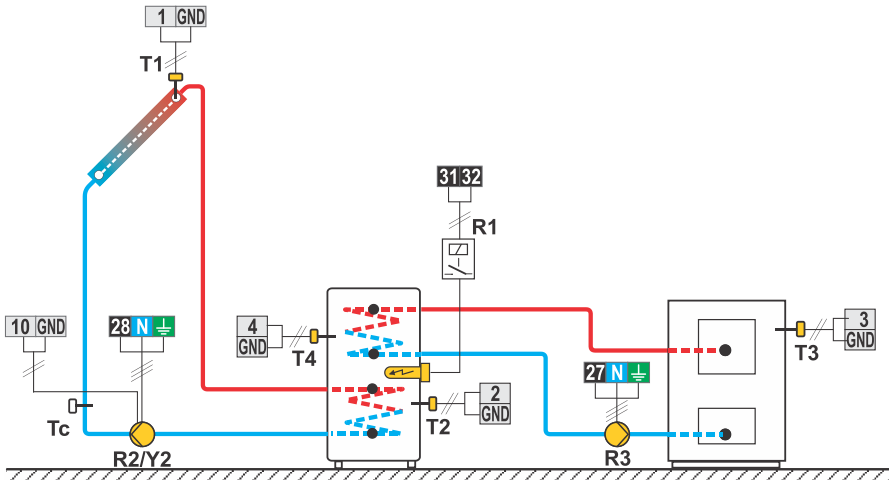 1 GND
T1
31 32
R1
10 GND
28 N
4
GND
T4
3
GND
T3
27 N
2
GND
T2
Tc
R2/Y2
R3